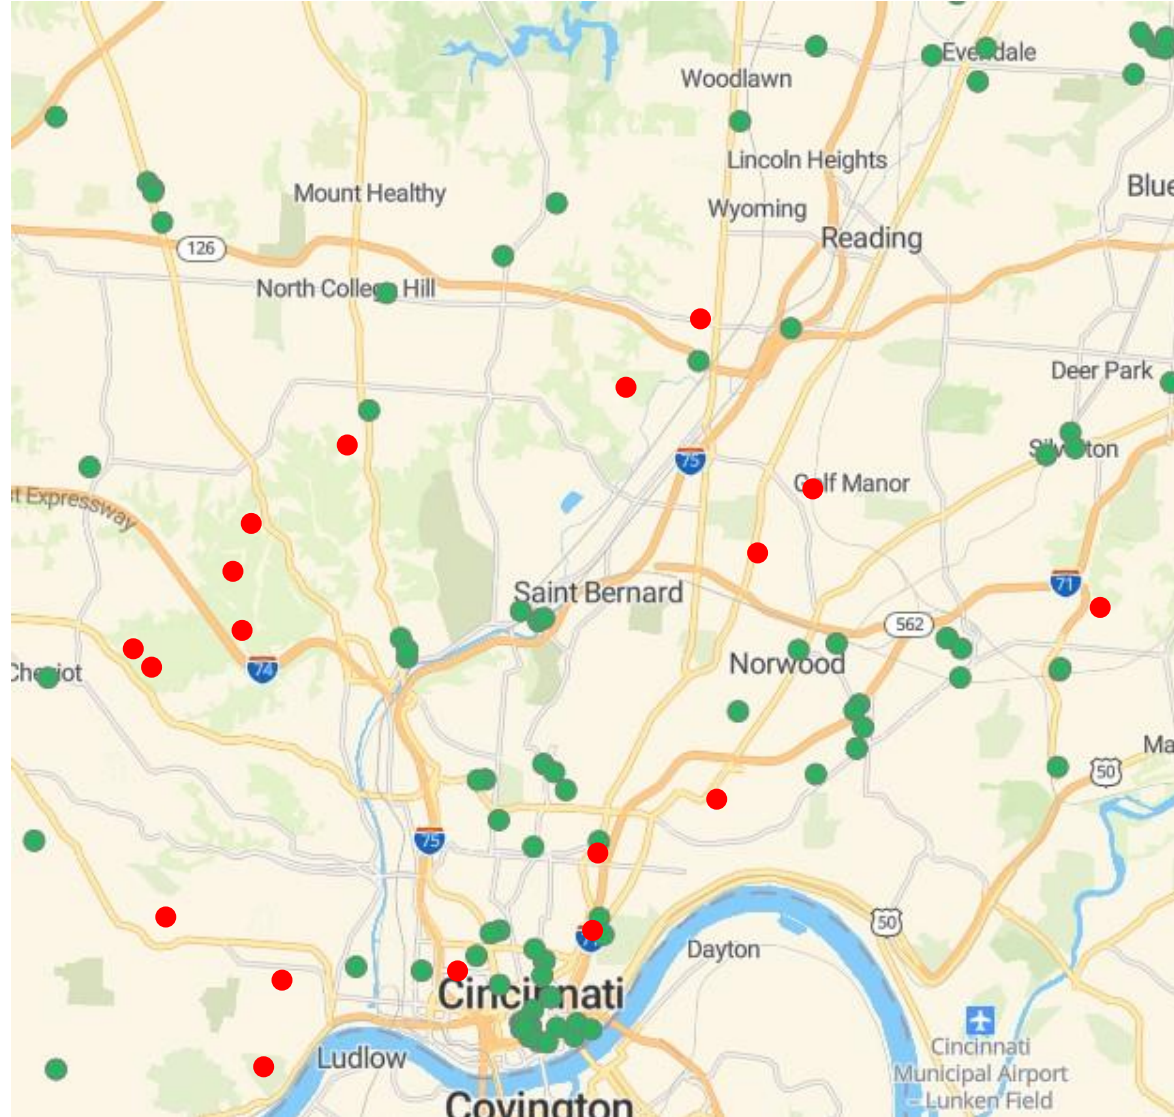 Evendale
Woodlawn
Lincoln Heights
Blue
Mount Healthy
Wyoming
Reading
126
North College Hill
Deer Park
Silverton
75
Golf Manor
st Expressway
71
Saint Bernard
562
Norwood
74
Cheviot
Ma
50
75
50
71
Dayton
Cincinnati
Ludlow
Cincinnati
Municipal Airport
Lunken Field
Covington